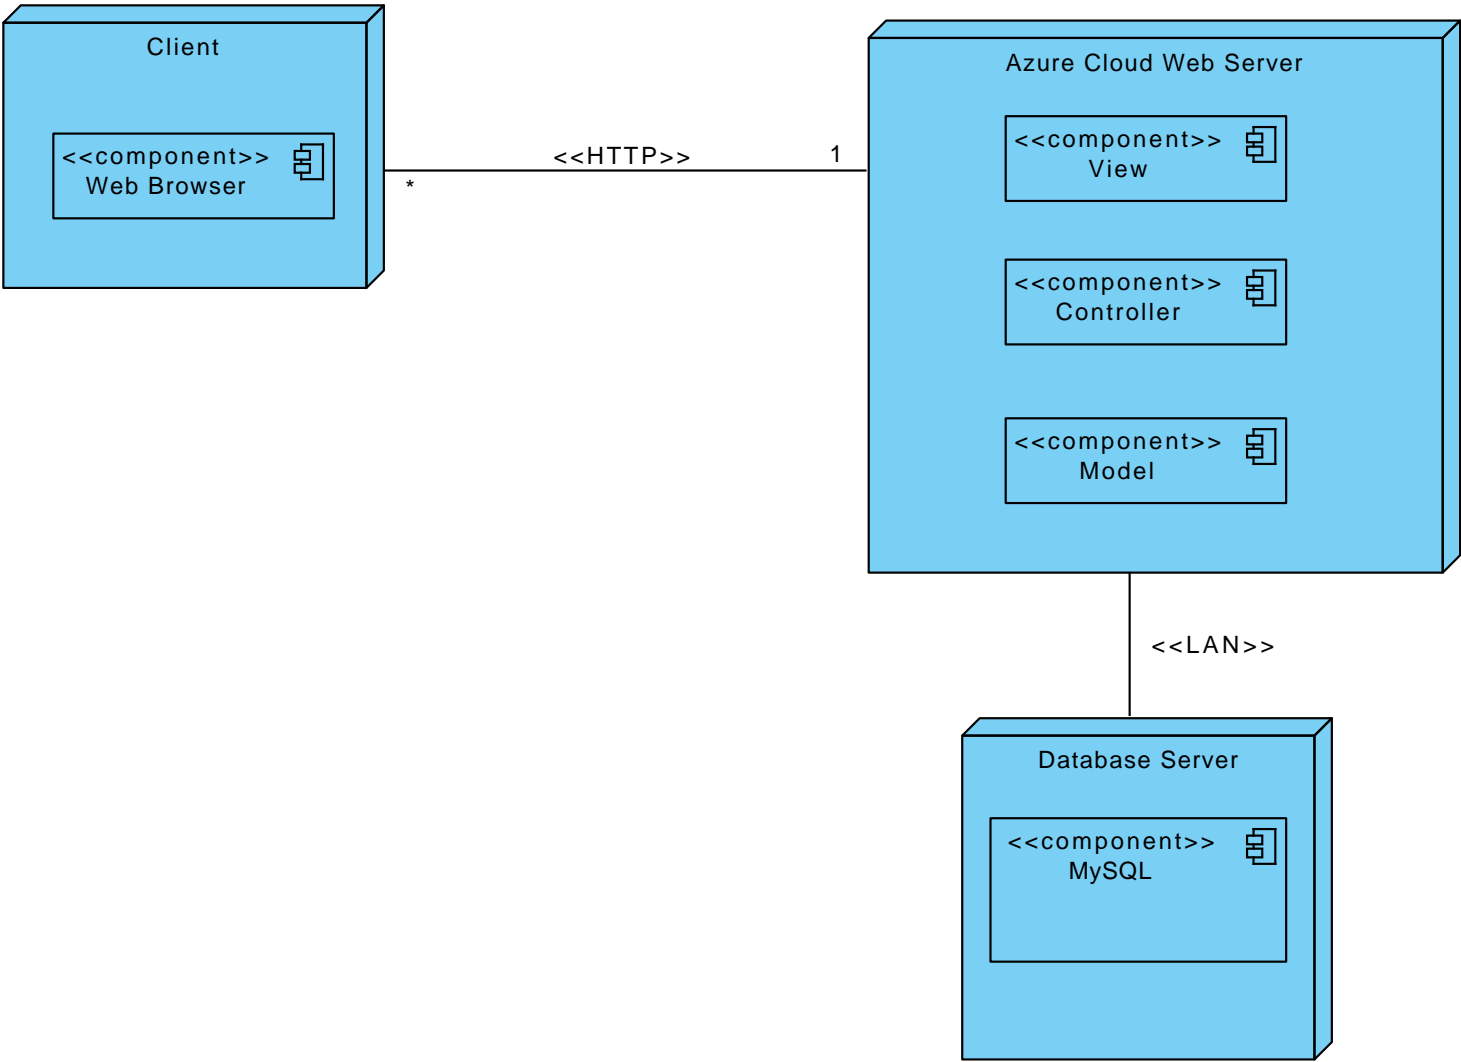 Client
<<component>>
Web Browser
*
<<HTTP>>
1
Azure Cloud Web Server
<<component>>
View
<<component>>
Controller
<<component>>
Model
<<LAN>>
Database Server
<<component>>
MySQL